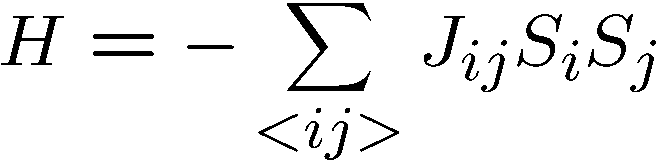 H = − ∑_{<ij>} J_{ij} S_i S_j